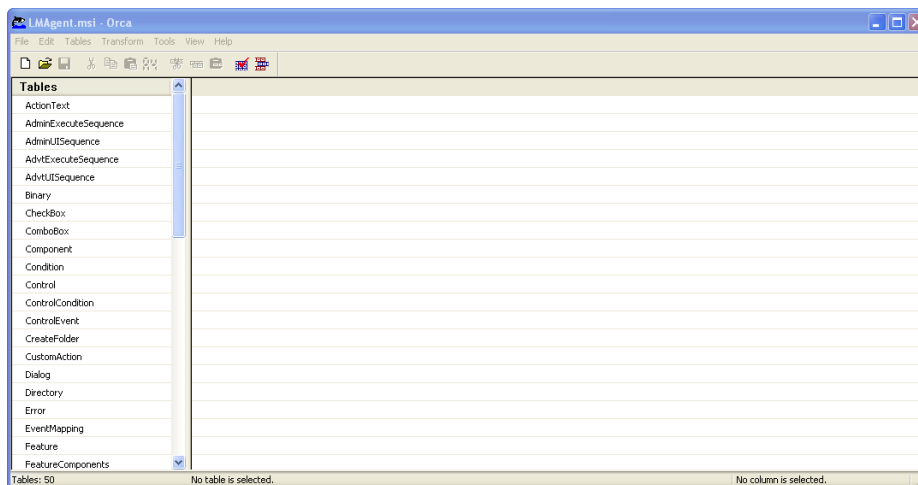 LMAgent.msi - Orca
File Edit Tables Transform Tools View Help
Tables
ActionText
AdminExecuteSequence
AdminUISequence
AdvtExecuteSequence
AdvtUISequence
Binary
CheckBox
ComboBox
Component
Condition
Control
ControlCondition
ControlEvent
CreateFolder
CustomAction
Dialog
Directory
Error
EventMapping
Feature
FeatureComponents
Tables: 50 No table is selected. No column is selected.